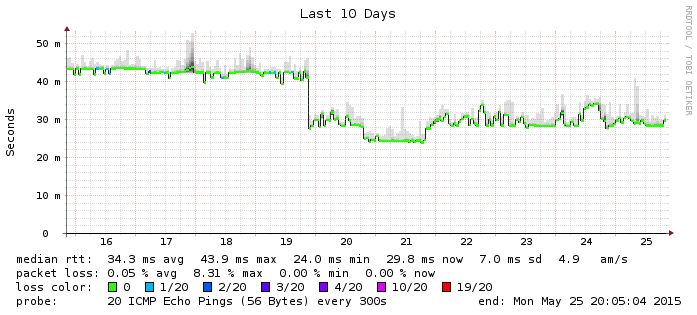 Last 10 Days
RRDTOOL / TOBI OETIKER
Seconds
50 m
40 m
30 m
20 m
10 m
0
16 17 18 19 20 21 22 23 24 25
median rtt: 34.3 ms avg 43.9 ms max 24.0 ms min 29.8 ms now 7.0 ms sd 4.9 am/s
packet loss: 0.05 % avg 8.31 % max 0.00 % min 0.00 % now
loss color: 0 1/20 2/20 3/20 4/20 10/20 19/20
probe: 20 ICMP Echo Pings (56 Bytes) every 300s end: Mon May 25 20:05:04 2015